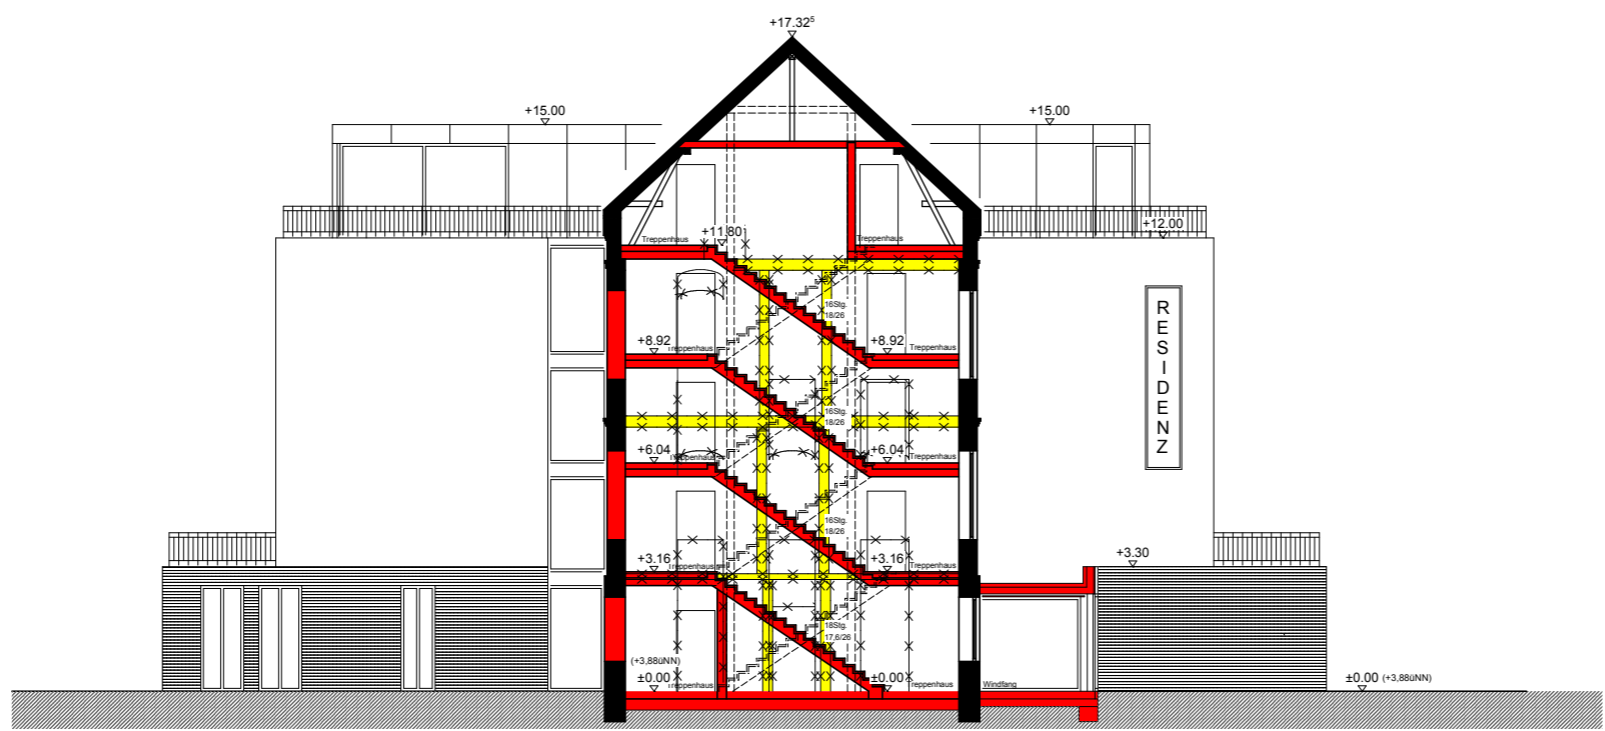 +17.32⁵
+15.00
+15.00
+12.00
+11.80
Treppenhaus
Treppenhaus
R
E
S
I
D
E
N
Z
16Stg.
18/26
+8.92
Treppenhaus
+8.92
Treppenhaus
16Stg.
18/26
+6.04
Treppenhaus
+6.04
Treppenhaus
16Stg.
18/26
+3.16
Treppenhaus
+3.16
Treppenhaus
+3.30
18Stg.
17,6/26
(+3,88üNN)
±0.00
Treppenhaus
±0.00
Treppenhaus
Windfang
±0.00 (+3,88üNN)